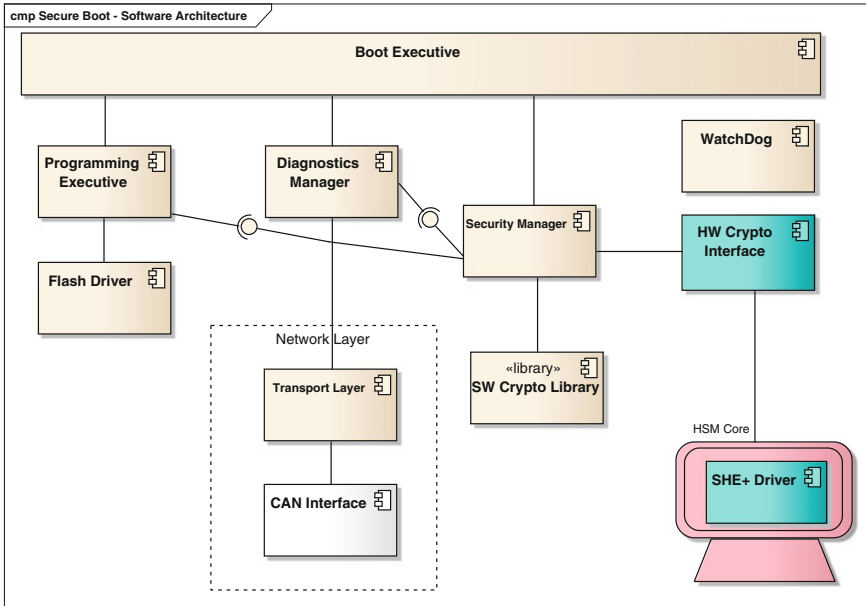 cmp Secure Boot - Software Architecture
Boot Executive
Programming
Executive
Diagnostics
Manager
WatchDog
Security Manager
HW Crypto
Interface
Flash Driver
Network Layer
«library»
SW Crypto Library
Transport Layer
HSM Core
SHE+ Driver
CAN Interface